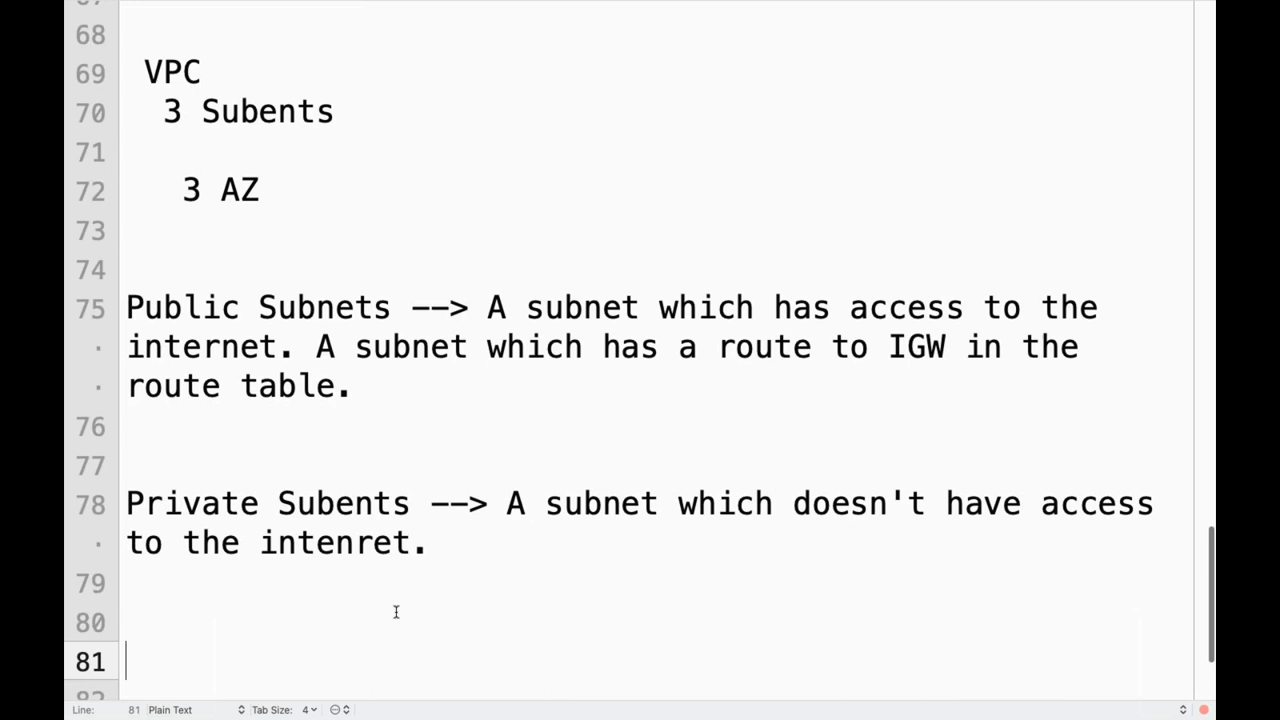 67
68
69 VPC
70 3 Subents
71
72 3 AZ
73
74
75 Public Subnets --> A subnet which has access to the
· internet. A subnet which has a route to IGW in the
· route table.
76
77
78 Private Subents --> A subnet which doesn't have access
· to the intenret.
79
80
81
82
Line: 81 Plain Text Tab Size: 4